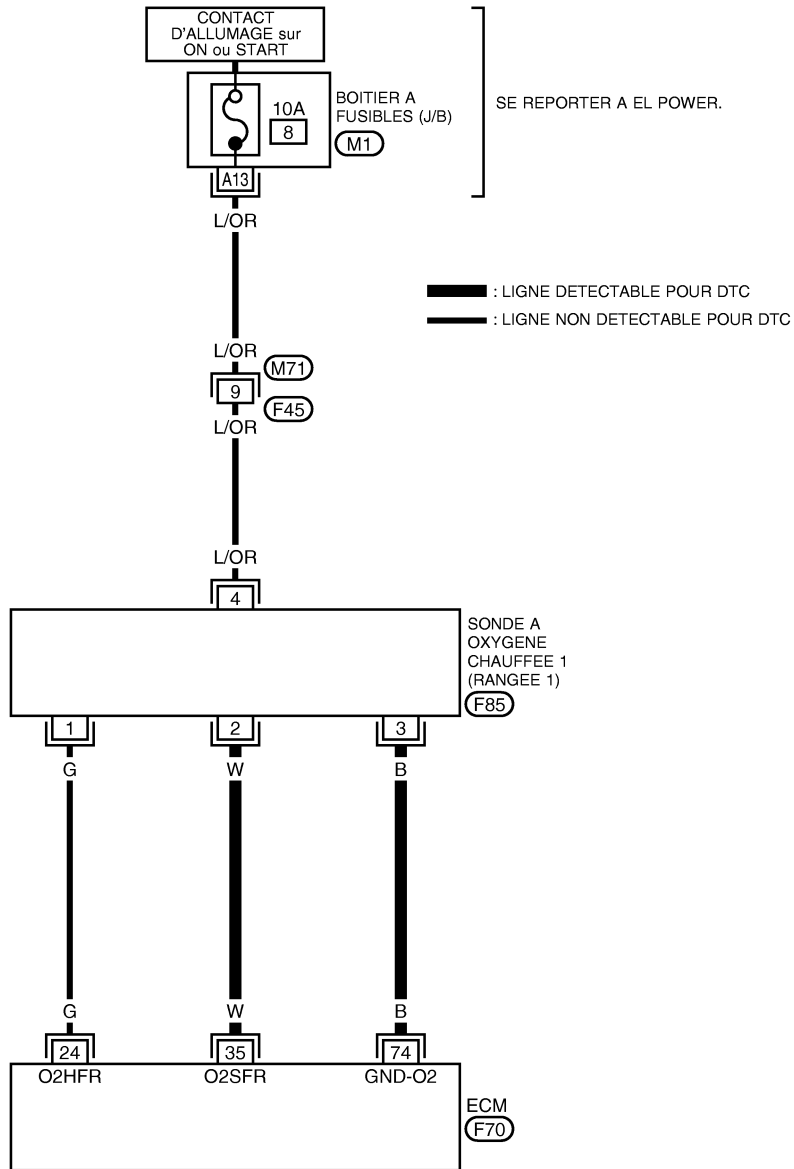 CONTACT
D'ALLUMAGE sur
ON ou START
BOITIER A
FUSIBLES (J/B)
10A
8
M1
SE REPORTER A EL POWER.
A13
L/OR
: LIGNE DETECTABLE POUR DTC
: LIGNE NON DETECTABLE POUR DTC
L/OR
M71
9
F45
L/OR
L/OR
4
SONDE A
OXYGENE
CHAUFFEE 1
(RANGEE 1)
F85
1 2 3
G W B
G W B
24 35 74
O2HFR O2SFR GND-O2
ECM
F70